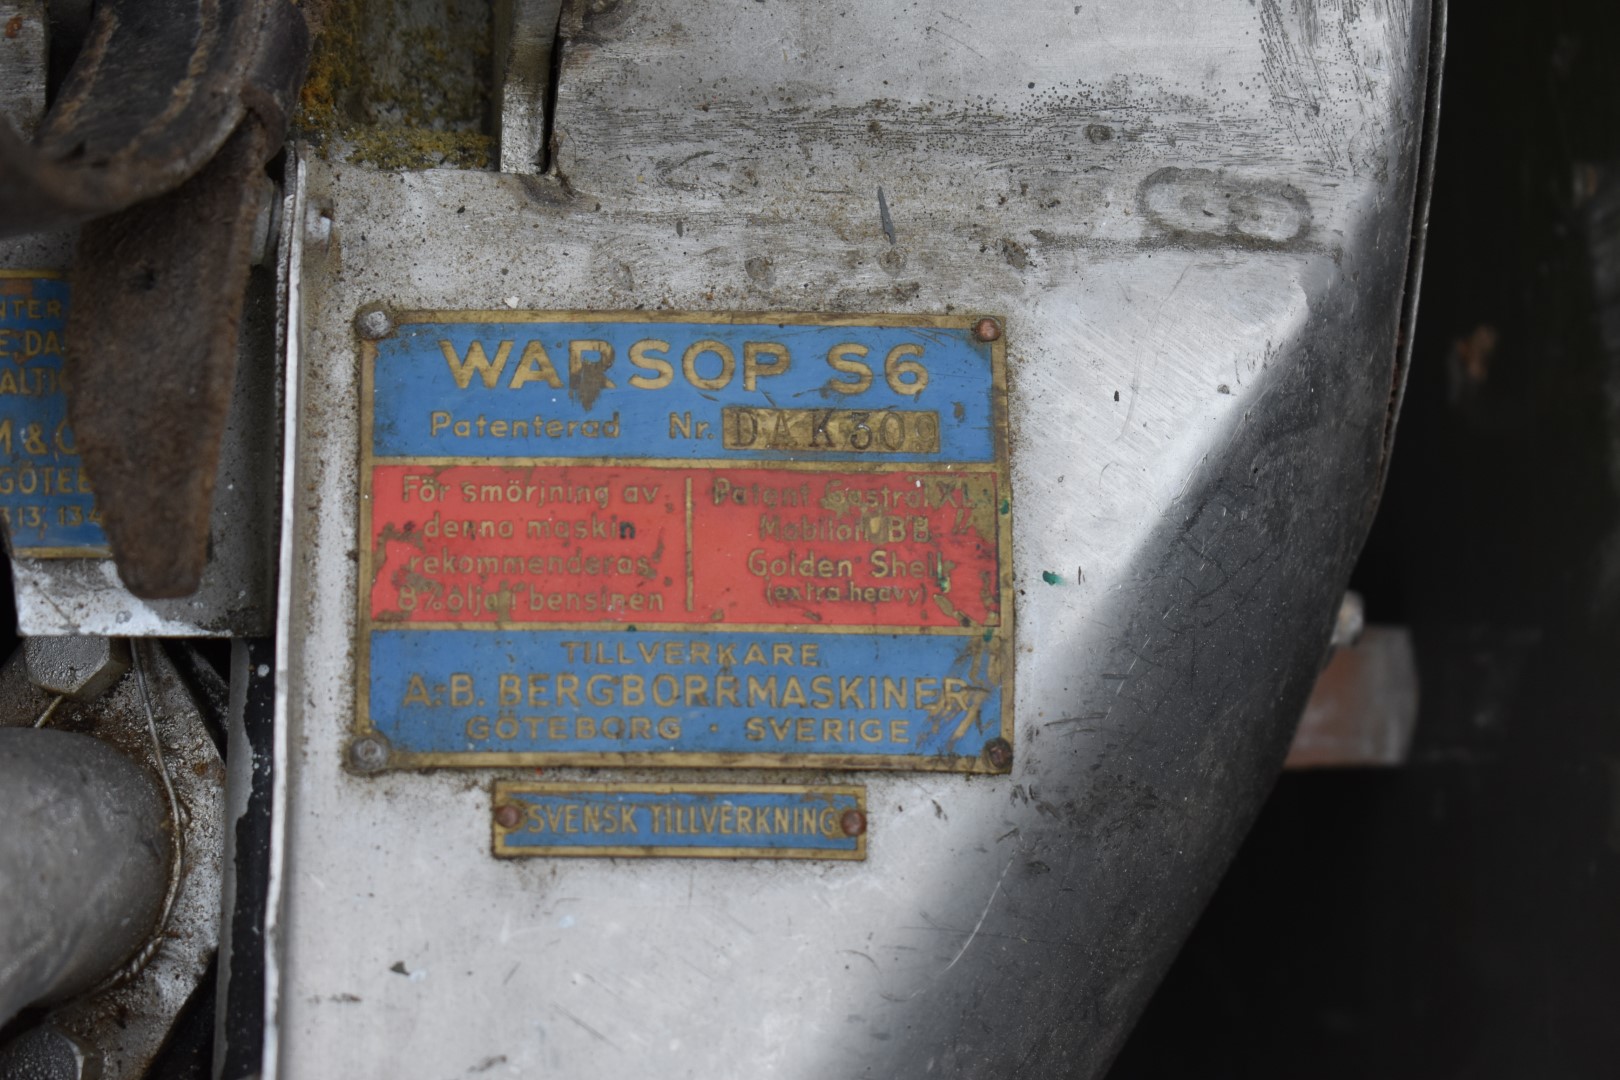 WARSOP S6
Patenterad Nr. DAK309
För smörjning av
denna maskin
rekommenderas
8% olje i bensinen
Patent Castrol XL
Mobiloil BB
Golden Shell
(extra heavy)
TILLVERKARE
A.-B. BERGBORRMASKINER
GÖTEBORG · SVERIGE
SVENSK TILLVERKNING